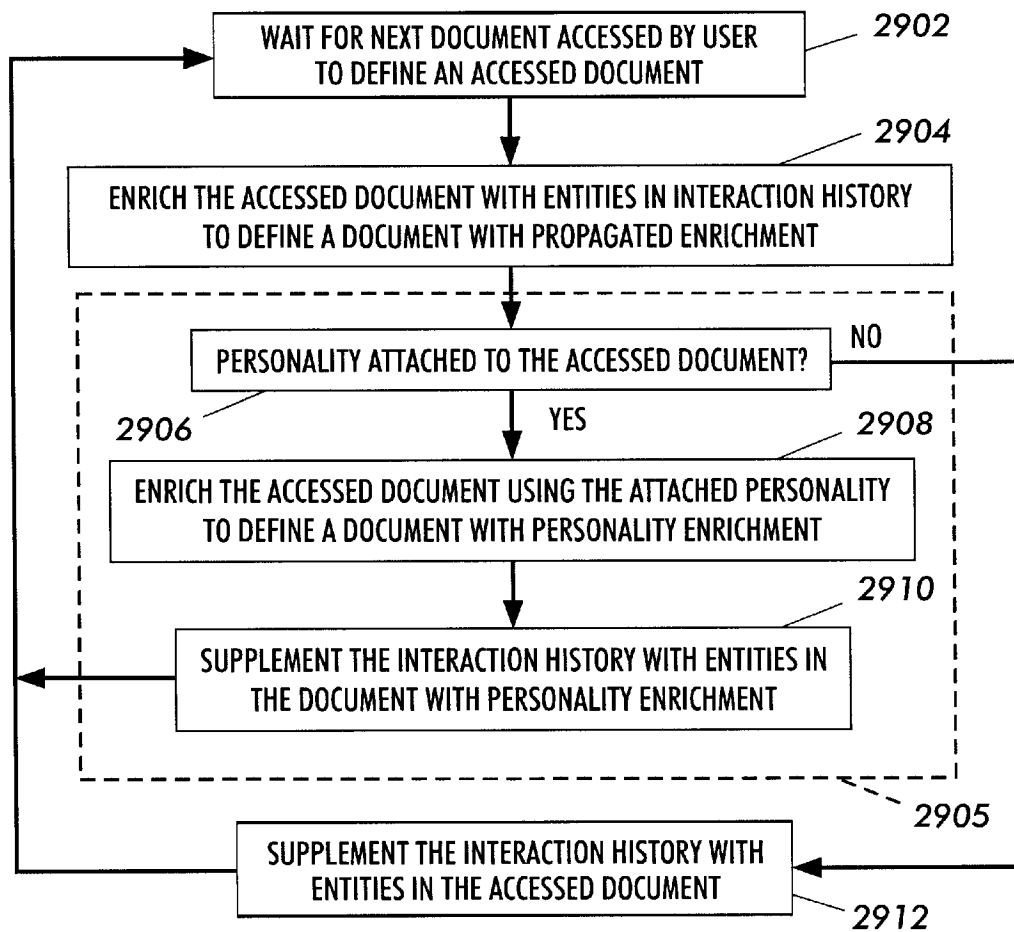 WAIT FOR NEXT DOCUMENT ACCESSED BY USER
TO DEFINE AN ACCESSED DOCUMENT
2902
2904
ENRICH THE ACCESSED DOCUMENT WITH ENTITIES IN INTERACTION HISTORY
TO DEFINE A DOCUMENT WITH PROPAGATED ENRICHMENT
PERSONALITY ATTACHED TO THE ACCESSED DOCUMENT?
NO
2906
YES
2908
ENRICH THE ACCESSED DOCUMENT USING THE ATTACHED PERSONALITY
TO DEFINE A DOCUMENT WITH PERSONALITY ENRICHMENT
2910
SUPPLEMENT THE INTERACTION HISTORY WITH ENTITIES IN
THE DOCUMENT WITH PERSONALITY ENRICHMENT
2905
SUPPLEMENT THE INTERACTION HISTORY WITH
ENTITIES IN THE ACCESSED DOCUMENT
2912